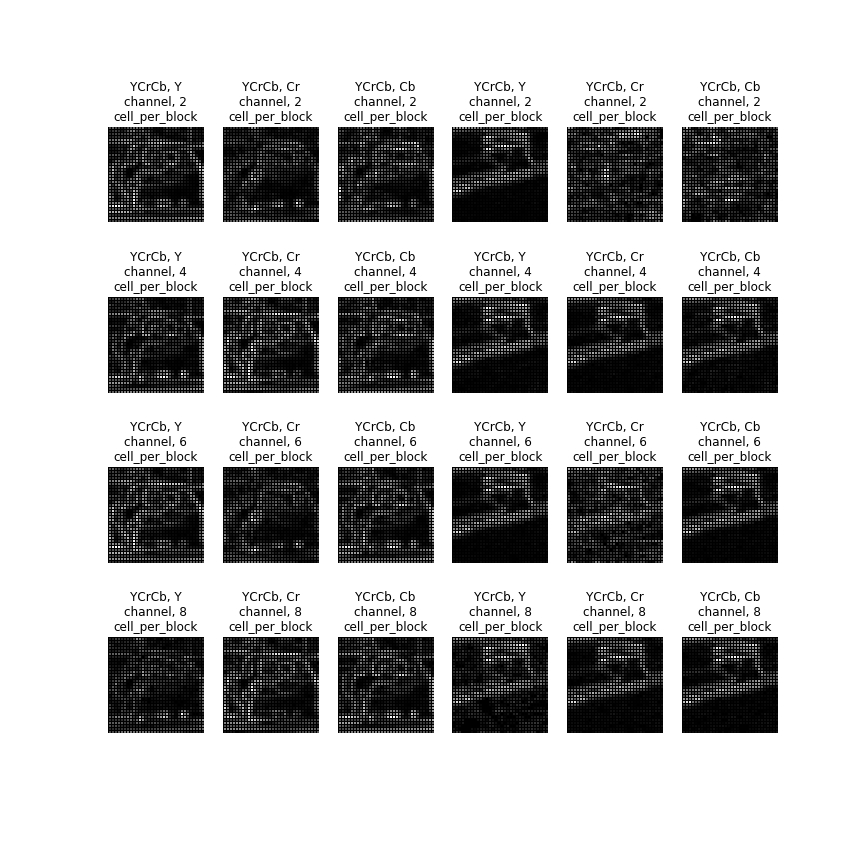 YCrCb, Y
channel, 2
cell_per_block
YCrCb, Cr
channel, 2
cell_per_block
YCrCb, Cb
channel, 2
cell_per_block
YCrCb, Y
channel, 2
cell_per_block
YCrCb, Cr
channel, 2
cell_per_block
YCrCb, Cb
channel, 2
cell_per_block
YCrCb, Y
channel, 4
cell_per_block
YCrCb, Cr
channel, 4
cell_per_block
YCrCb, Cb
channel, 4
cell_per_block
YCrCb, Y
channel, 4
cell_per_block
YCrCb, Cr
channel, 4
cell_per_block
YCrCb, Cb
channel, 4
cell_per_block
YCrCb, Y
channel, 6
cell_per_block
YCrCb, Cr
channel, 6
cell_per_block
YCrCb, Cb
channel, 6
cell_per_block
YCrCb, Y
channel, 6
cell_per_block
YCrCb, Cr
channel, 6
cell_per_block
YCrCb, Cb
channel, 6
cell_per_block
YCrCb, Y
channel, 8
cell_per_block
YCrCb, Cr
channel, 8
cell_per_block
YCrCb, Cb
channel, 8
cell_per_block
YCrCb, Y
channel, 8
cell_per_block
YCrCb, Cr
channel, 8
cell_per_block
YCrCb, Cb
channel, 8
cell_per_block